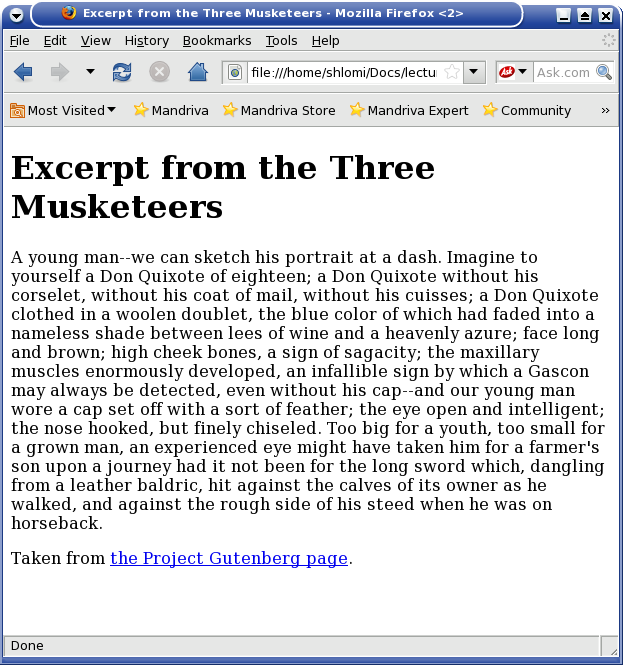 Excerpt from the Three Musketeers - Mozilla Firefox <2>
File Edit View History Bookmarks Tools Help
file:///home/shlomi/Docs/lectu Ask Ask.com
Most Visited Mandriva Mandriva Store Mandriva Expert Community »
Excerpt from the Three
Musketeers
A young man--we can sketch his portrait at a dash. Imagine to
yourself a Don Quixote of eighteen; a Don Quixote without his
corselet, without his coat of mail, without his cuisses; a Don Quixote
clothed in a woolen doublet, the blue color of which had faded into a
nameless shade between lees of wine and a heavenly azure; face long
and brown; high cheek bones, a sign of sagacity; the maxillary
muscles enormously developed, an infallible sign by which a Gascon
may always be detected, even without his cap--and our young man
wore a cap set off with a sort of feather; the eye open and intelligent;
the nose hooked, but finely chiseled. Too big for a youth, too small for
a grown man, an experienced eye might have taken him for a farmer's
son upon a journey had it not been for the long sword which, dangling
from a leather baldric, hit against the calves of its owner as he
walked, and against the rough side of his steed when he was on
horseback.
Taken from the Project Gutenberg page.
Done